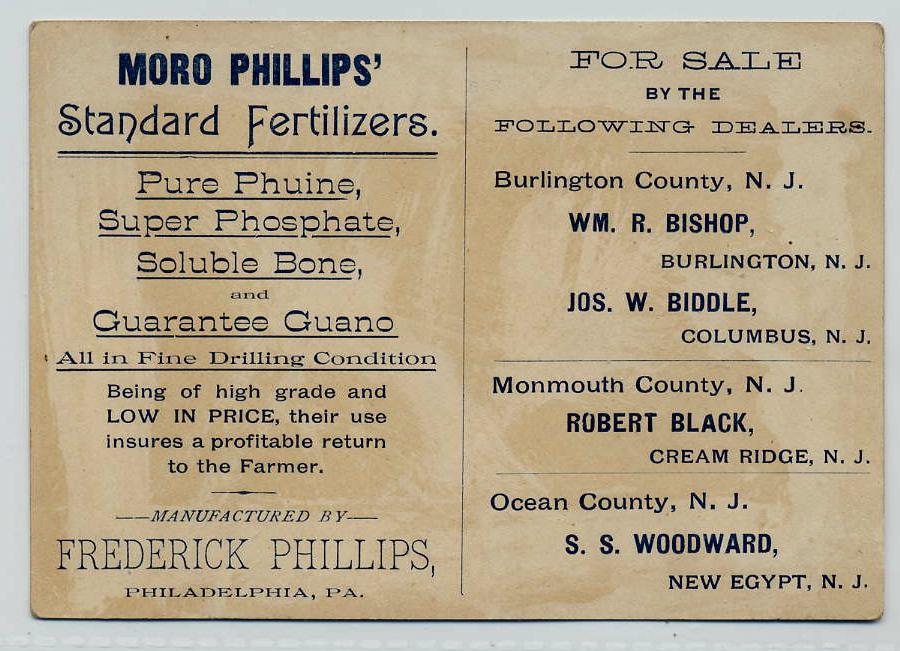 MORO PHILLIPS'
Standard Fertilizers.
Pure Phuine,
Super Phosphate,
Soluble Bone,
and
Guarantee Guano
All in Fine Drilling Condition
Being of high grade and
LOW IN PRICE, their use
insures a profitable return
to the Farmer.
—MANUFACTURED BY—
FREDERICK PHILLIPS,
PHILADELPHIA, PA.
FOR SALE
BY THE
FOLLOWING DEALERS.
Burlington County, N. J.
WM. R. BISHOP,
BURLINGTON, N. J.
JOS. W. BIDDLE,
COLUMBUS, N. J.
Monmouth County, N. J.
ROBERT BLACK,
CREAM RIDGE, N. J.
Ocean County, N. J.
S. S. WOODWARD,
NEW EGYPT, N. J.